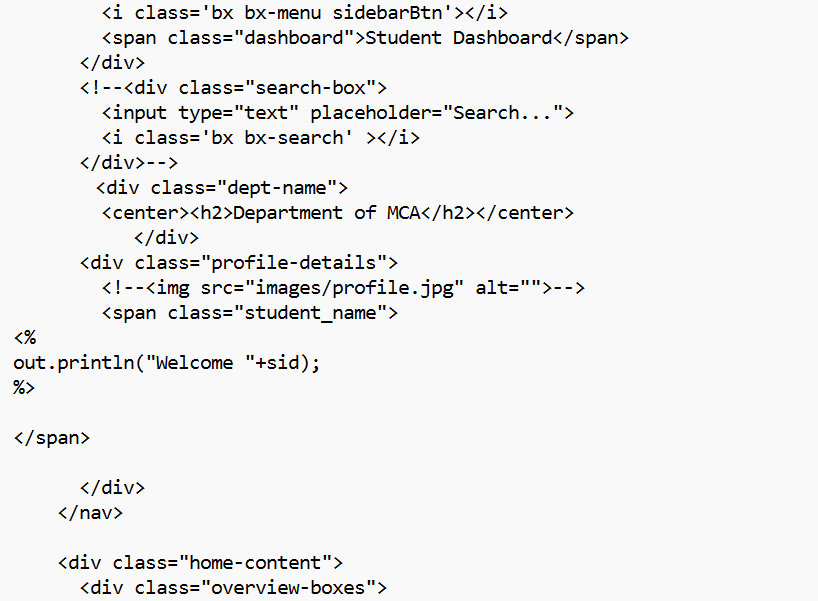 <i class='bx bx-menu sidebarBtn'></i>
<span class="dashboard">Student Dashboard</span>
</div>
<!--<div class="search-box">
<input type="text" placeholder="Search...">
<i class='bx bx-search' ></i>
</div>-->
<div class="dept-name">
<center><h2>Department of MCA</h2></center>
</div>
<div class="profile-details">
<!--<img src="images/profile.jpg" alt="">-->
<span class="student_name">
<%
out.println("Welcome "+sid);
%>
</span>
</div>
</nav>
<div class="home-content">
<div class="overview-boxes">